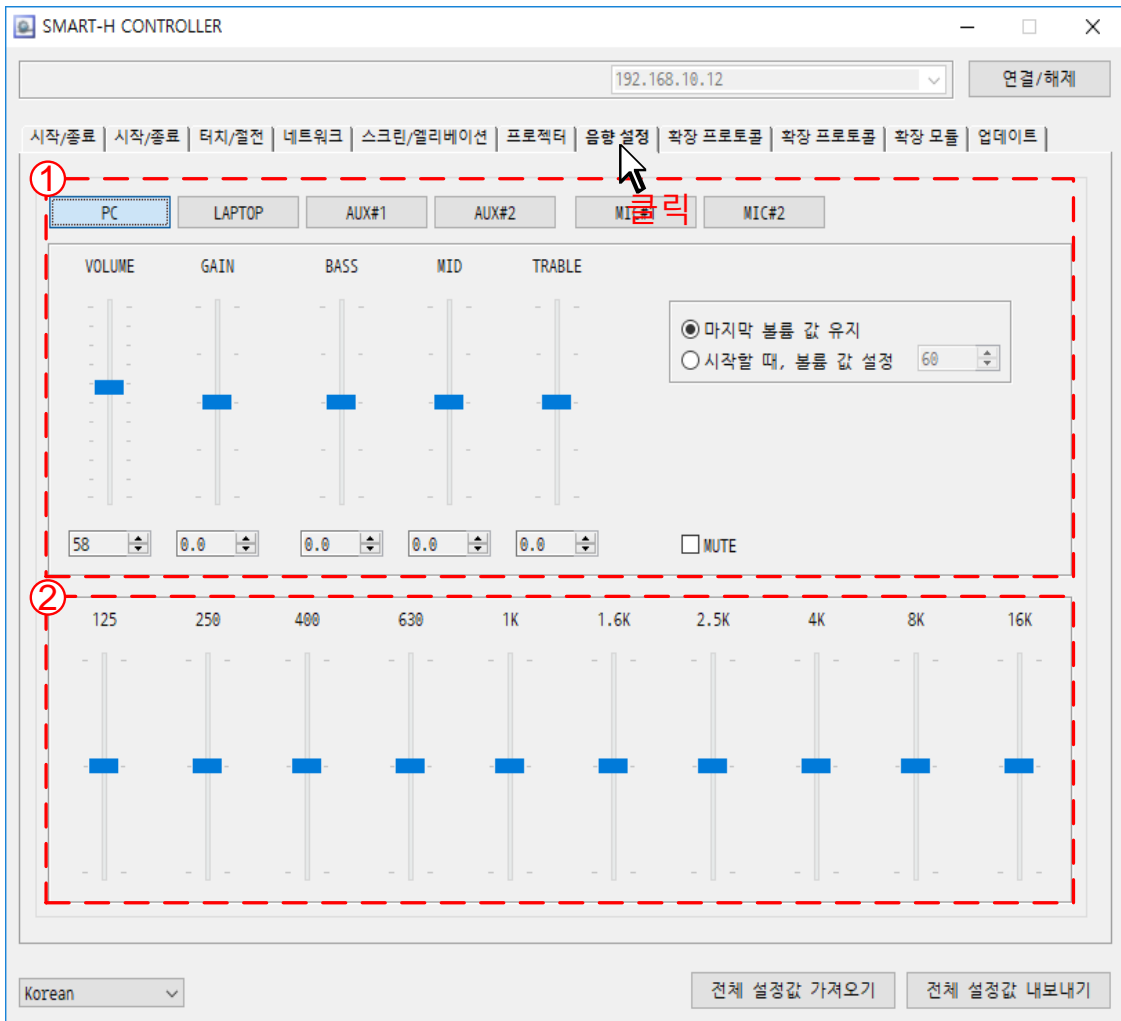 SMART-H CONTROLLER
192.168.10.12
연결/해제
시작/종료 시작/종료 터치/절전 네트워크 스크린/엘리베이션 프로젝터 음향 설정 확장 프로토콜 확장 프로토콜 확장 모듈 업데이트
①
클릭
PC LAPTOP AUX#1 AUX#2 MIC#1 MIC#2
VOLUME GAIN BASS MID TRABLE
마지막 볼륨 값 유지
시작할 때, 볼륨 값 설정 60
58 0.0 0.0 0.0 0.0 MUTE
②
125 250 400 630 1K 1.6K 2.5K 4K 8K 16K
Korean 전체 설정값 가져오기 전체 설정값 내보내기